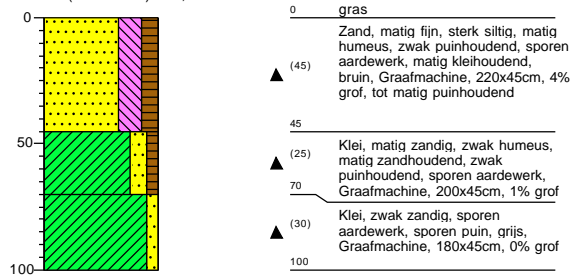 0
50
100
0 gras
Zand, matig fijn, sterk siltig, matig
humeus, zwak puinhoudend, sporen
(45) aardewerk, matig kleihoudend,
bruin, Graafmachine, 220x45cm, 4%
grof, tot matig puinhoudend
45
Klei, matig zandig, zwak humeus,
(25) matig zandhoudend, zwak
puinhoudend, sporen aardewerk,
70 Graafmachine, 200x45cm, 1% grof
Klei, zwak zandig, sporen
(30) aardewerk, sporen puin, grijs,
Graafmachine, 180x45cm, 0% grof
100